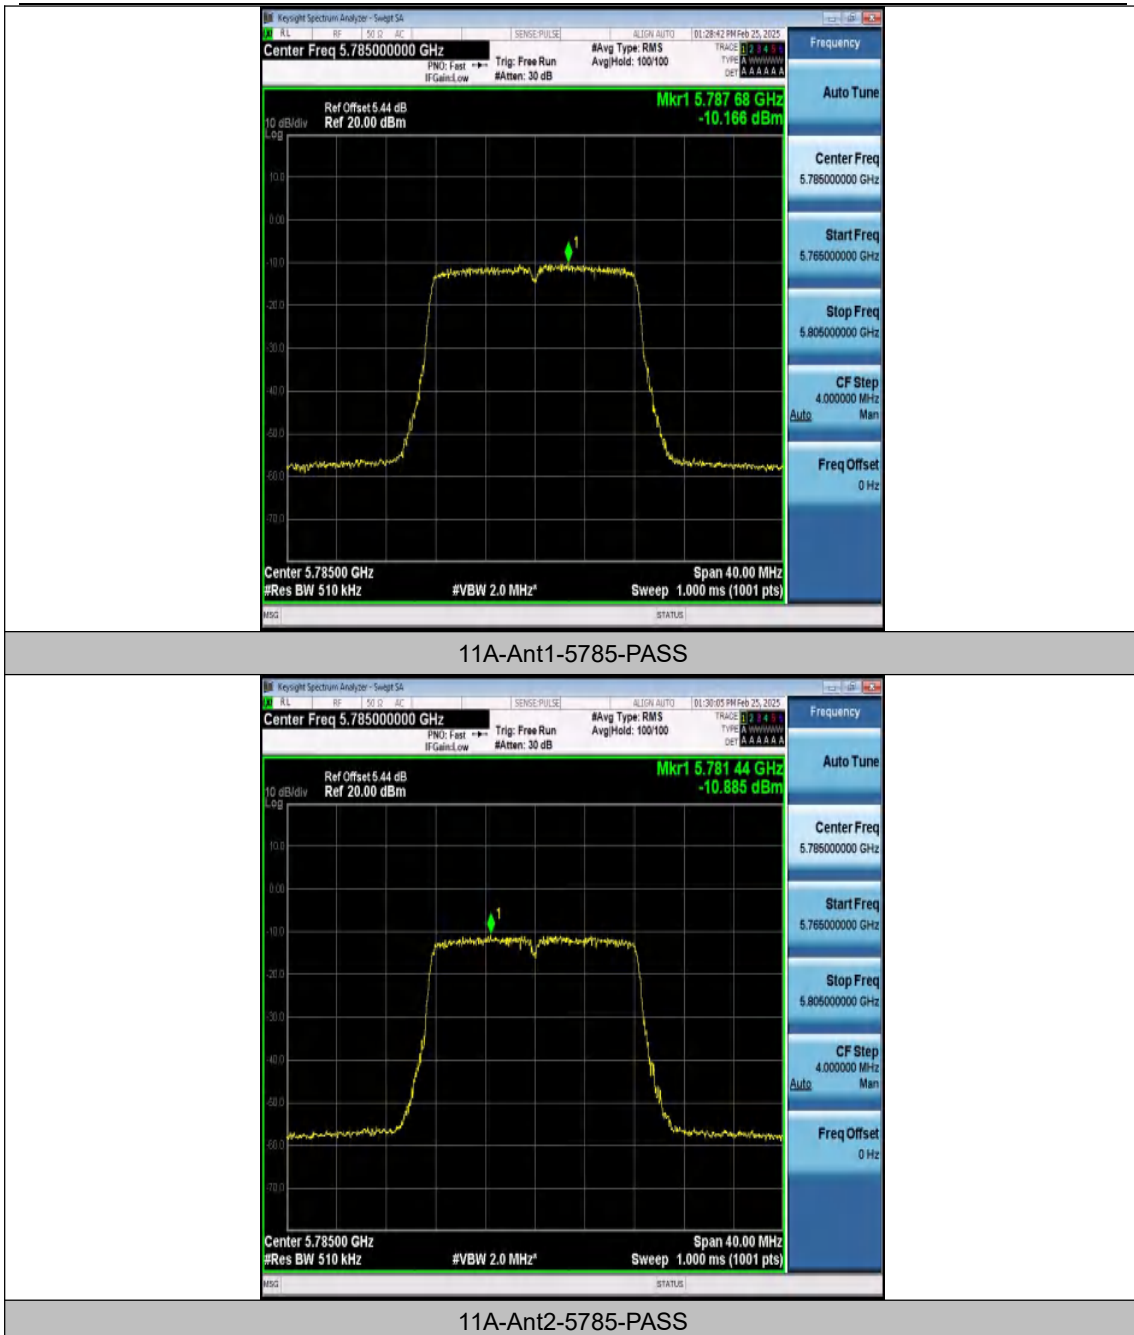 Keysight Spectrum Analyzer - Swept SA
RL RF 50 Ω AC SENSE:PULSE ALIGN AUTO 01:28:42 PM Feb 25, 2025
Center Freq 5.785000000 GHz
PNO: Fast
IFGain:Low
Trig: Free Run
#Atten: 30 dB
#Avg Type: RMS
Avg|Hold: 100/100
TRACE 1 2 3 4 5 6
TYPE A WWWWW
DET A A A A A A
Ref Offset 5.44 dB
10 dB/div Ref 20.00 dBm
Log
Mkr1 5.787 68 GHz
-10.166 dBm
10.0
0.00
-10.0
-20.0
-30.0
-40.0
-50.0
-60.0
-70.0
1
Center 5.78500 GHz Span 40.00 MHz
#Res BW 510 kHz #VBW 2.0 MHz* Sweep 1.000 ms (1001 pts)
MSG STATUS
Frequency
Auto Tune
Center Freq
5.785000000 GHz
Start Freq
5.765000000 GHz
Stop Freq
5.805000000 GHz
CF Step
4.000000 MHz
Auto Man
Freq Offset
0 Hz
11A-Ant1-5785-PASS
Keysight Spectrum Analyzer - Swept SA
RL RF 50 Ω AC SENSE:PULSE ALIGN AUTO 01:30:05 PM Feb 25, 2025
Center Freq 5.785000000 GHz
PNO: Fast
IFGain:Low
Trig: Free Run
#Atten: 30 dB
#Avg Type: RMS
Avg|Hold: 100/100
TRACE 1 2 3 4 5 6
TYPE A WWWWW
DET A A A A A A
Ref Offset 5.44 dB
10 dB/div Ref 20.00 dBm
Log
Mkr1 5.781 44 GHz
-10.885 dBm
10.0
0.00
-10.0
-20.0
-30.0
-40.0
-50.0
-60.0
-70.0
1
Center 5.78500 GHz Span 40.00 MHz
#Res BW 510 kHz #VBW 2.0 MHz* Sweep 1.000 ms (1001 pts)
MSG STATUS
Frequency
Auto Tune
Center Freq
5.785000000 GHz
Start Freq
5.765000000 GHz
Stop Freq
5.805000000 GHz
CF Step
4.000000 MHz
Auto Man
Freq Offset
0 Hz
11A-Ant2-5785-PASS